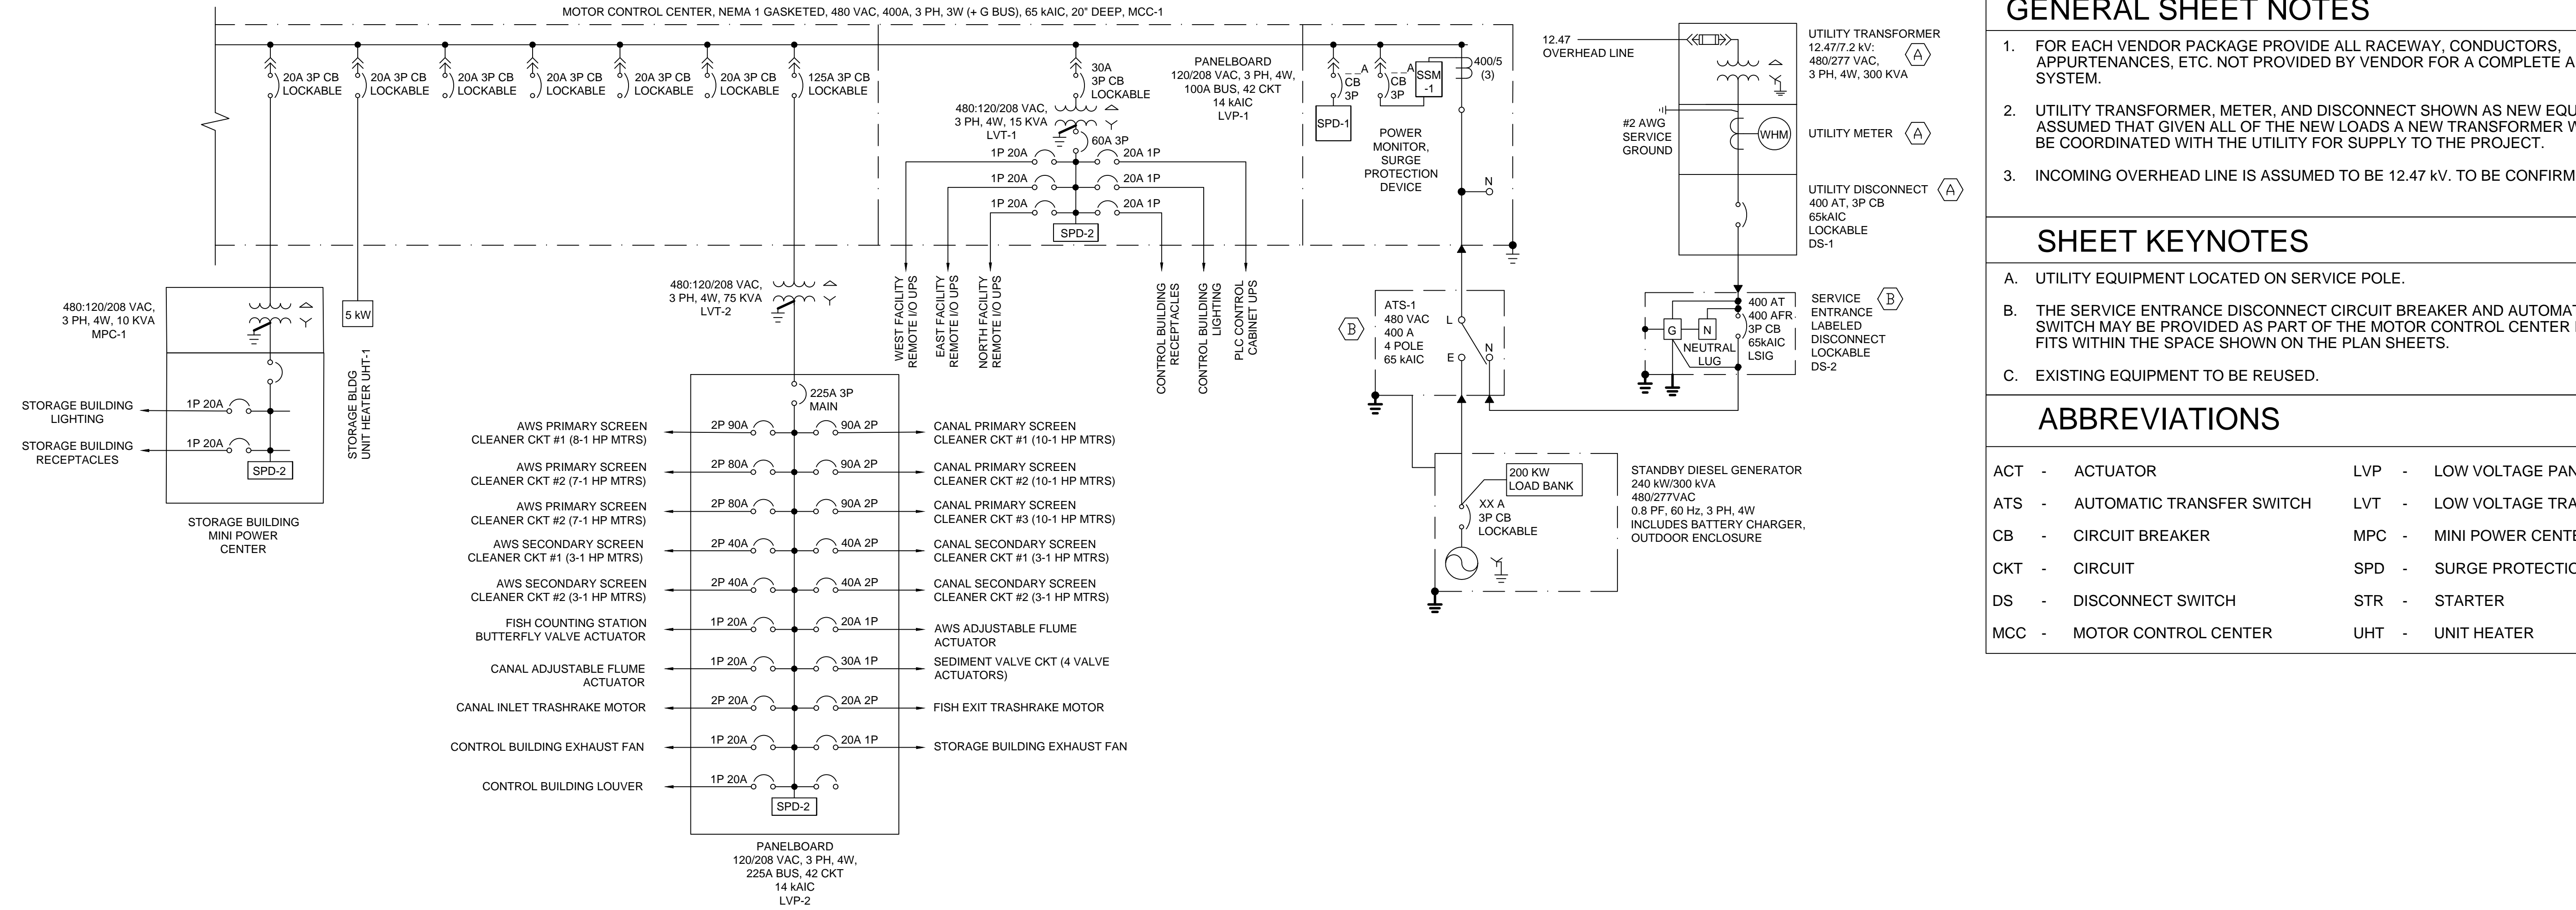 MOTOR CONTROL CENTER, NEMA 1 GASKETED, 480 VAC, 400A, 3 PH, 3W (+ G BUS), 65 kAIC, 20" DEEP, MCC-1
20A 3P CB
LOCKABLE
20A 3P CB
LOCKABLE
20A 3P CB
LOCKABLE
20A 3P CB
LOCKABLE
20A 3P CB
LOCKABLE
20A 3P CB
LOCKABLE
125A 3P CB
LOCKABLE
30A
3P CB
LOCKABLE
480:120/208 VAC,
3 PH, 4W, 15 KVA
LVT-1
60A 3P
1P 20A
20A 1P
1P 20A
20A 1P
1P 20A
20A 1P
SPD-2
PANELBOARD
120/208 VAC, 3 PH, 4W,
100A BUS, 42 CKT
14 kAIC
LVP-1
__A
CB
3P
__A
CB
3P
SSM
-1
400/5
(3)
SPD-1
POWER
MONITOR,
SURGE
PROTECTION
DEVICE
N
WEST FACILITY
REMOTE I/O UPS
EAST FACILITY
REMOTE I/O UPS
NORTH FACILITY
REMOTE I/O UPS
CONTROL BUILDING
RECEPTACLES
CONTROL BUILDING
LIGHTING
PLC CONTROL
CABINET UPS
480:120/208 VAC,
3 PH, 4W, 10 KVA
MPC-1
5 kW
STORAGE BLDG
UNIT HEATER UHT-1
STORAGE BUILDING
LIGHTING
1P 20A
STORAGE BUILDING
RECEPTACLES
1P 20A
SPD-2
STORAGE BUILDING
MINI POWER
CENTER
480:120/208 VAC,
3 PH, 4W, 75 KVA
LVT-2
225A 3P
MAIN
AWS PRIMARY SCREEN
CLEANER CKT #1 (8-1 HP MTRS)
2P 90A
90A 2P
CANAL PRIMARY SCREEN
CLEANER CKT #1 (10-1 HP MTRS)
AWS PRIMARY SCREEN
CLEANER CKT #2 (7-1 HP MTRS)
2P 80A
90A 2P
CANAL PRIMARY SCREEN
CLEANER CKT #2 (10-1 HP MTRS)
AWS PRIMARY SCREEN
CLEANER CKT #2 (7-1 HP MTRS)
2P 80A
90A 2P
CANAL PRIMARY SCREEN
CLEANER CKT #3 (10-1 HP MTRS)
AWS SECONDARY SCREEN
CLEANER CKT #1 (3-1 HP MTRS)
2P 40A
40A 2P
CANAL SECONDARY SCREEN
CLEANER CKT #1 (3-1 HP MTRS)
AWS SECONDARY SCREEN
CLEANER CKT #2 (3-1 HP MTRS)
2P 40A
40A 2P
CANAL SECONDARY SCREEN
CLEANER CKT #2 (3-1 HP MTRS)
FISH COUNTING STATION
BUTTERFLY VALVE ACTUATOR
1P 20A
20A 1P
AWS ADJUSTABLE FLUME
ACTUATOR
CANAL ADJUSTABLE FLUME
ACTUATOR
1P 20A
30A 1P
SEDIMENT VALVE CKT (4 VALVE
ACTUATORS)
CANAL INLET TRASHRAKE MOTOR
2P 20A
20A 2P
FISH EXIT TRASHRAKE MOTOR
CONTROL BUILDING EXHAUST FAN
1P 20A
20A 1P
STORAGE BUILDING EXHAUST FAN
CONTROL BUILDING LOUVER
1P 20A
SPD-2
PANELBOARD
120/208 VAC, 3 PH, 4W,
225A BUS, 42 CKT
14 kAIC
LVP-2
12.47
OVERHEAD LINE
UTILITY TRANSFORMER
12.47/7.2 kV:
480/277 VAC,
3 PH, 4W, 300 KVA
A
#2 AWG
SERVICE
GROUND
WHM
UTILITY METER
A
UTILITY DISCONNECT
400 AT, 3P CB
65kAIC
LOCKABLE
DS-1
A
B
ATS-1
480 VAC
400 A
4 POLE
65 kAIC
L
E
N
G
N
NEUTRAL
LUG
400 AT
400 AFR
3P CB
65kAIC
LSIG
SERVICE
ENTRANCE
LABELED
DISCONNECT
LOCKABLE
DS-2
B
200 KW
LOAD BANK
XX A
3P CB
LOCKABLE
STANDBY DIESEL GENERATOR
240 kW/300 kVA
480/277VAC
0.8 PF, 60 Hz, 3 PH, 4W
INCLUDES BATTERY CHARGER,
OUTDOOR ENCLOSURE
GENERAL SHEET NOTES
1. FOR EACH VENDOR PACKAGE PROVIDE ALL RACEWAY, CONDUCTORS,
APPURTENANCES, ETC. NOT PROVIDED BY VENDOR FOR A COMPLETE A
SYSTEM.
2. UTILITY TRANSFORMER, METER, AND DISCONNECT SHOWN AS NEW EQU
ASSUMED THAT GIVEN ALL OF THE NEW LOADS A NEW TRANSFORMER W
BE COORDINATED WITH THE UTILITY FOR SUPPLY TO THE PROJECT.
3. INCOMING OVERHEAD LINE IS ASSUMED TO BE 12.47 kV. TO BE CONFIRM
SHEET KEYNOTES
A. UTILITY EQUIPMENT LOCATED ON SERVICE POLE.
B. THE SERVICE ENTRANCE DISCONNECT CIRCUIT BREAKER AND AUTOMA
SWITCH MAY BE PROVIDED AS PART OF THE MOTOR CONTROL CENTER
FITS WITHIN THE SPACE SHOWN ON THE PLAN SHEETS.
C. EXISTING EQUIPMENT TO BE REUSED.
ABBREVIATIONS
ACT - ACTUATOR
LVP - LOW VOLTAGE PAN
ATS - AUTOMATIC TRANSFER SWITCH
LVT - LOW VOLTAGE TRA
CB - CIRCUIT BREAKER
MPC - MINI POWER CENTE
CKT - CIRCUIT
SPD - SURGE PROTECTIO
DS - DISCONNECT SWITCH
STR - STARTER
MCC - MOTOR CONTROL CENTER
UHT - UNIT HEATER